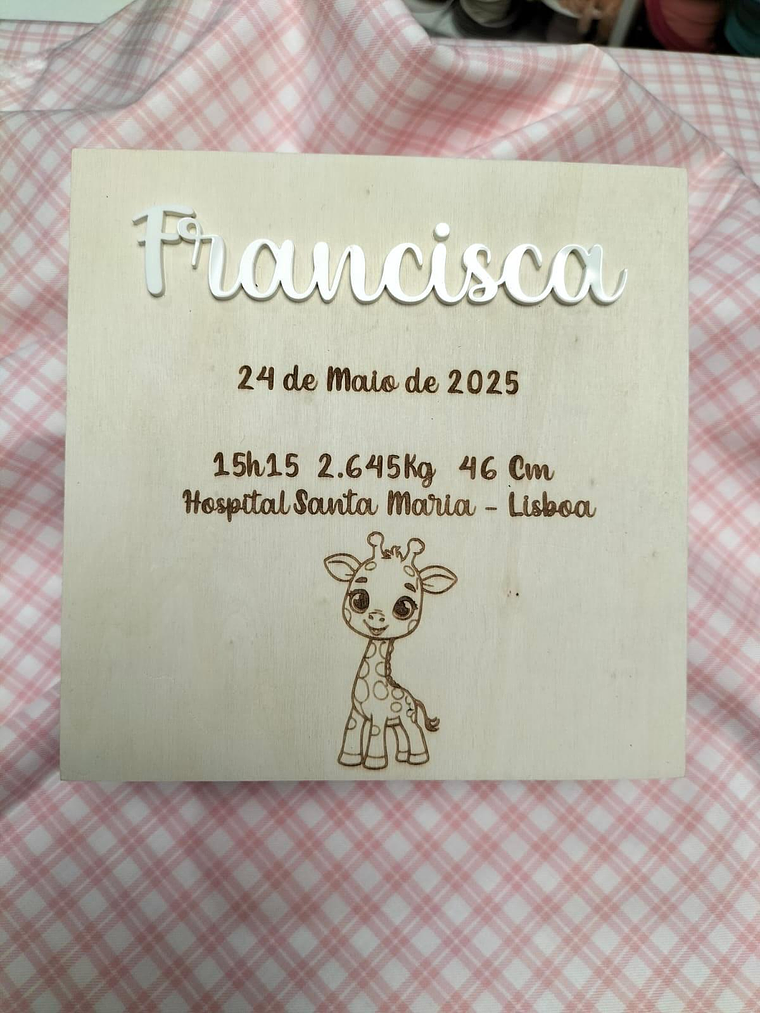 Francisca
24 de Maio de 2025
15h15 2.645Kg 46 Cm
Hospital Santa Maria - Lisboa